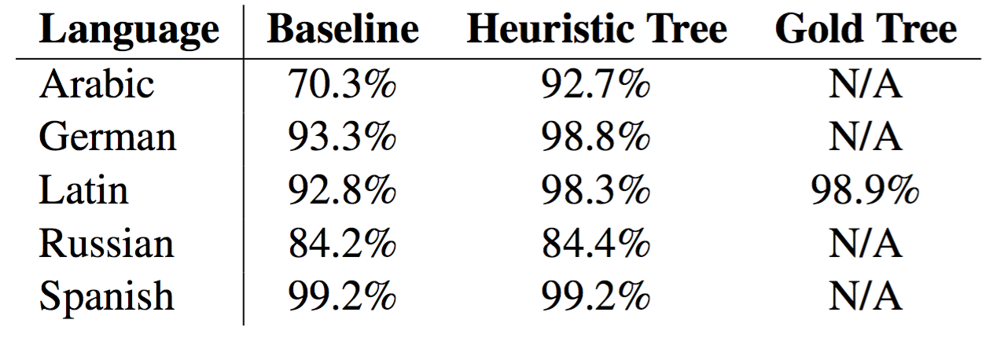 Language Baseline Heuristic Tree Gold Tree
Arabic 70.3% 92.7% N/A
German 93.3% 98.8% N/A
Latin 92.8% 98.3% 98.9%
Russian 84.2% 84.4% N/A
Spanish 99.2% 99.2% N/A